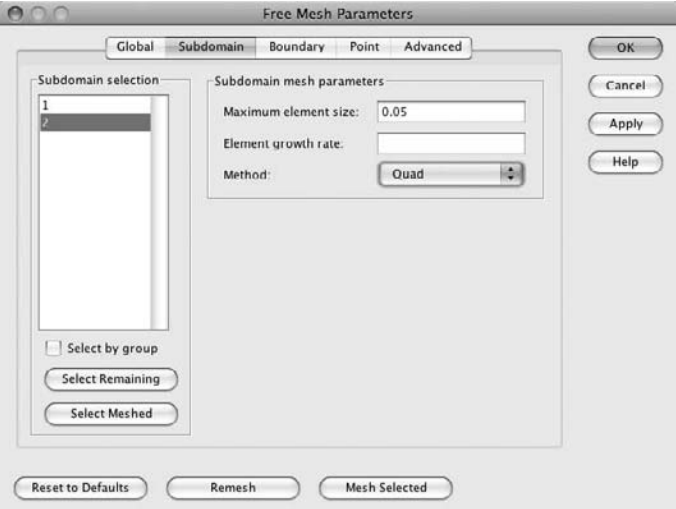 Free Mesh Parameters
Global Subdomain Boundary Point Advanced
Subdomain selection
1
2
Select by group
Select Remaining
Select Meshed
Subdomain mesh parameters
Maximum element size: 0.05
Element growth rate:
Method: Quad
OK
Cancel
Apply
Help
Reset to Defaults Remesh Mesh Selected